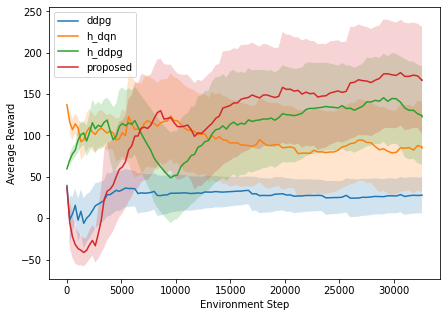 250
200
150
100
50
0
−50
Average Reward
ddpg
h_dqn
h_ddpg
proposed
0 5000 10000 15000 20000 25000 30000
Environment Step